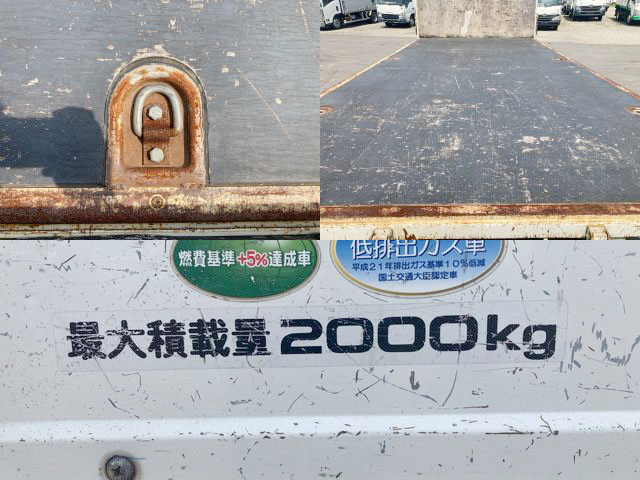 燃費基準+5%達成車
低排出ガス車
平成21年排出ガス基準10%低減
国土交通大臣認定車
最大積載量2000kg